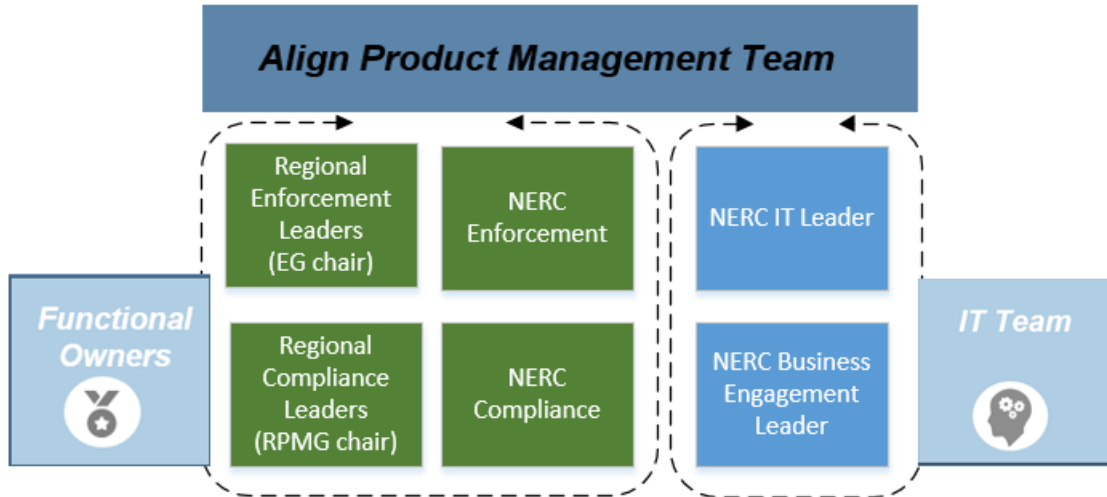 Align Product Management Team
Regional
Enforcement
Leaders
(EG chair)
NERC
Enforcement
NERC IT Leader
Functional
Owners
IT Team
Regional
Compliance
Leaders
(RPMG chair)
NERC
Compliance
NERC Business
Engagement
Leader